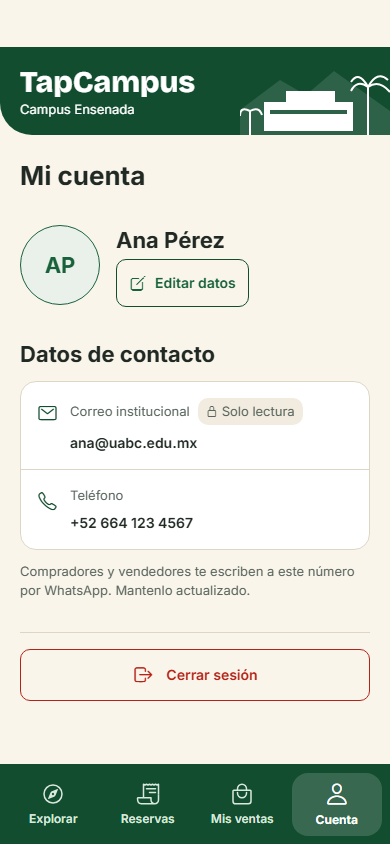 TapCampus
Campus Ensenada
Mi cuenta
AP
Ana Pérez
Editar datos
Datos de contacto
Correo institucional
Solo lectura
ana@uabc.edu.mx
Teléfono
+52 664 123 4567
Compradores y vendedores te escriben a este número
por WhatsApp. Mantenlo actualizado.
Cerrar sesión
Explorar
Reservas
Mis ventas
Cuenta